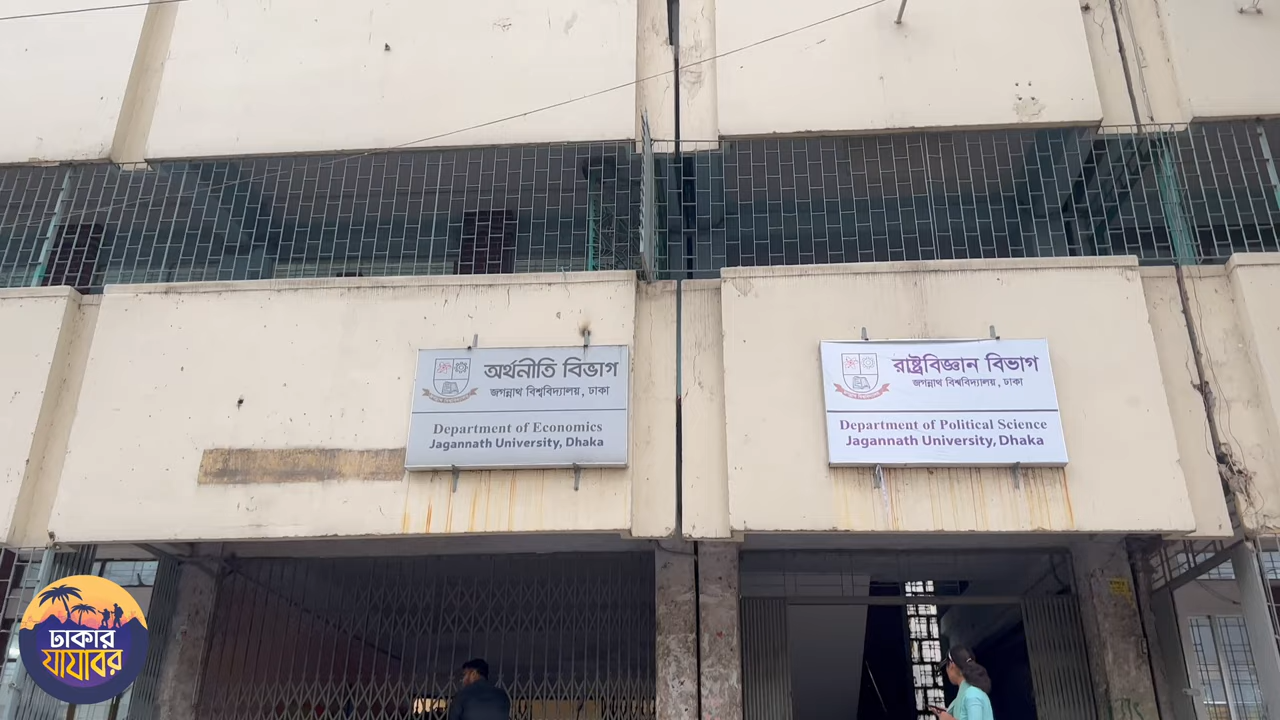 অর্থনীতি বিভাগ
জগন্নাথ বিশ্ববিদ্যালয়, ঢাকা
Department of Economics
Jagannath University, Dhaka
রাষ্ট্রবিজ্ঞান বিভাগ
জগন্নাথ বিশ্ববিদ্যালয়, ঢাকা
Department of Political Science
Jagannath University, Dhaka
ঢাকার
যাযাবর